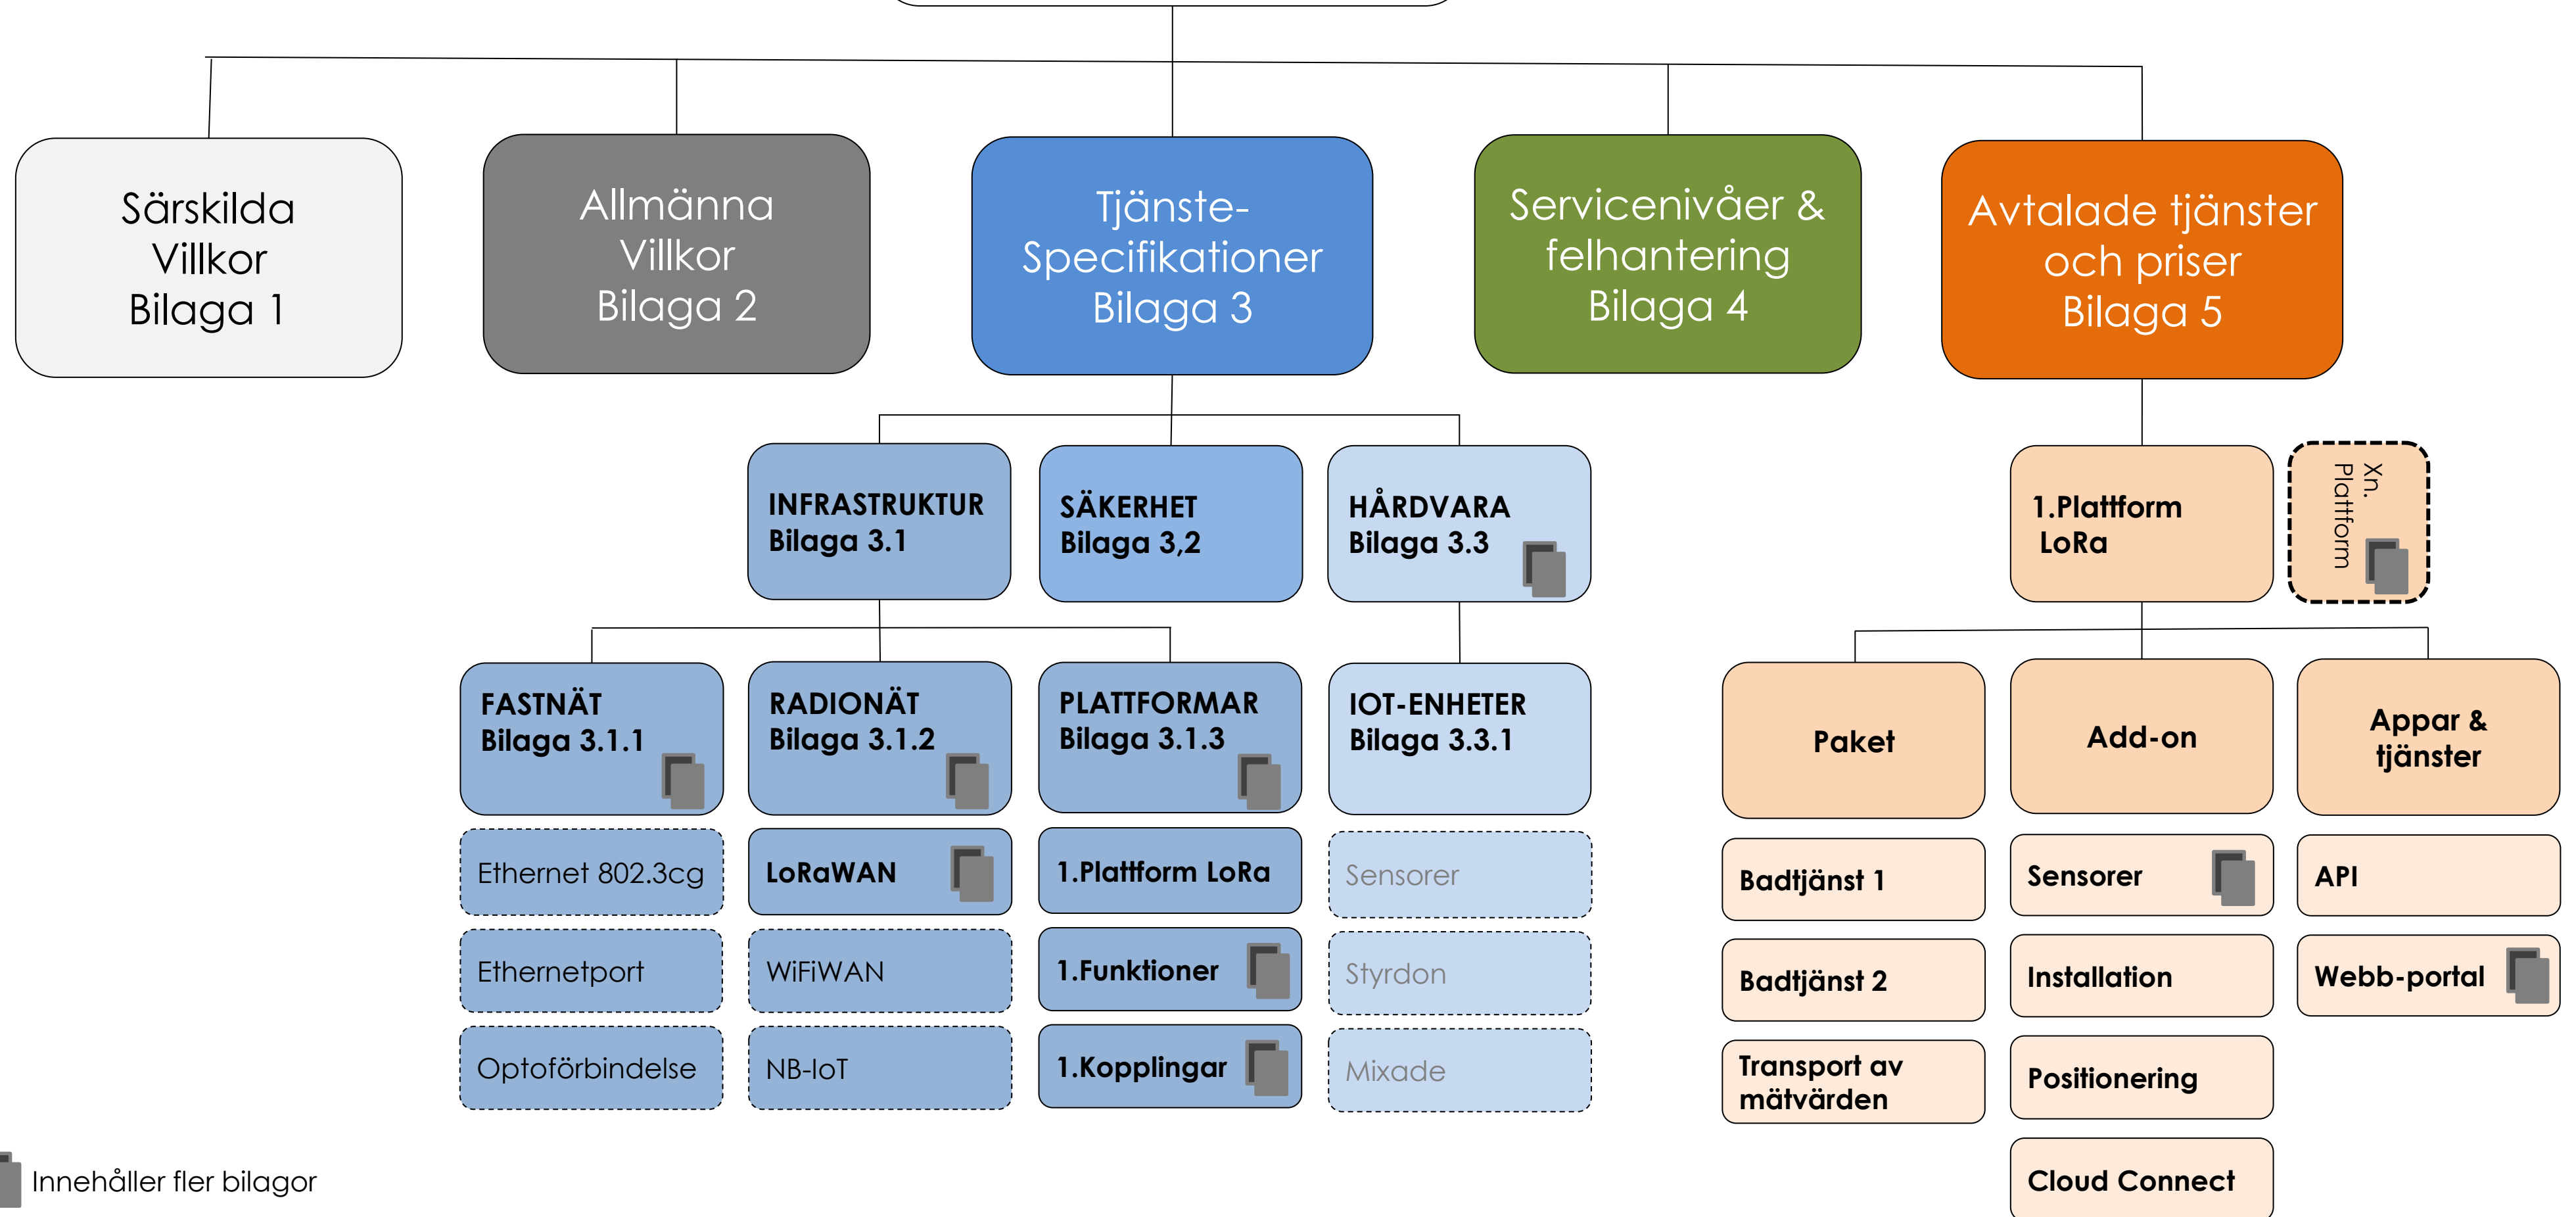 Särskilda
Villkor
Bilaga 1
Allmänna
Villkor
Bilaga 2
Tjänste-
Specifikationer
Bilaga 3
Servicenivåer &
felhantering
Bilaga 4
Avtalade tjänster
och priser
Bilaga 5
INFRASTRUKTUR
Bilaga 3.1
SÄKERHET
Bilaga 3,2
HÅRDVARA
Bilaga 3.3
1.Plattform
LoRa
Xn.
Plattform
FASTNÄT
Bilaga 3.1.1
RADIONÄT
Bilaga 3.1.2
PLATTFORMAR
Bilaga 3.1.3
IOT-ENHETER
Bilaga 3.3.1
Paket
Add-on
Appar &
tjänster
Ethernet 802.3cg
LoRaWAN
1.Plattform LoRa
Sensorer
Badtjänst 1
Sensorer
API
Ethernetport
WiFiWAN
1.Funktioner
Styrdon
Badtjänst 2
Installation
Webb-portal
Optoförbindelse
NB-IoT
1.Kopplingar
Mixade
Transport av
mätvärden
Positionering
Cloud Connect
Innehåller fler bilagor